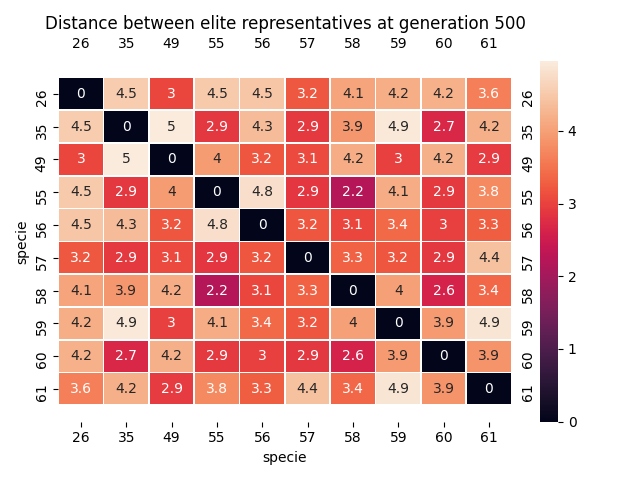 Distance between elite representatives at generation 500
26 35 49 55 56 57 58 59 60 61
26 0 4.5 3 4.5 4.5 3.2 4.1 4.2 4.2 3.6 26
35 4.5 0 5 2.9 4.3 2.9 3.9 4.9 2.7 4.2 35
49 3 5 0 4 3.2 3.1 4.2 3 4.2 2.9 49
55 4.5 2.9 4 0 4.8 2.9 2.2 4.1 2.9 3.8 55
56 4.5 4.3 3.2 4.8 0 3.2 3.1 3.4 3 3.3 56
57 3.2 2.9 3.1 2.9 3.2 0 3.3 3.2 2.9 4.4 57
58 4.1 3.9 4.2 2.2 3.1 3.3 0 4 2.6 3.4 58
59 4.2 4.9 3 4.1 3.4 3.2 4 0 3.9 4.9 59
60 4.2 2.7 4.2 2.9 3 2.9 2.6 3.9 0 3.9 60
61 3.6 4.2 2.9 3.8 3.3 4.4 3.4 4.9 3.9 0 61
26 35 49 55 56 57 58 59 60 61
specie
specie
4
3
2
1
0